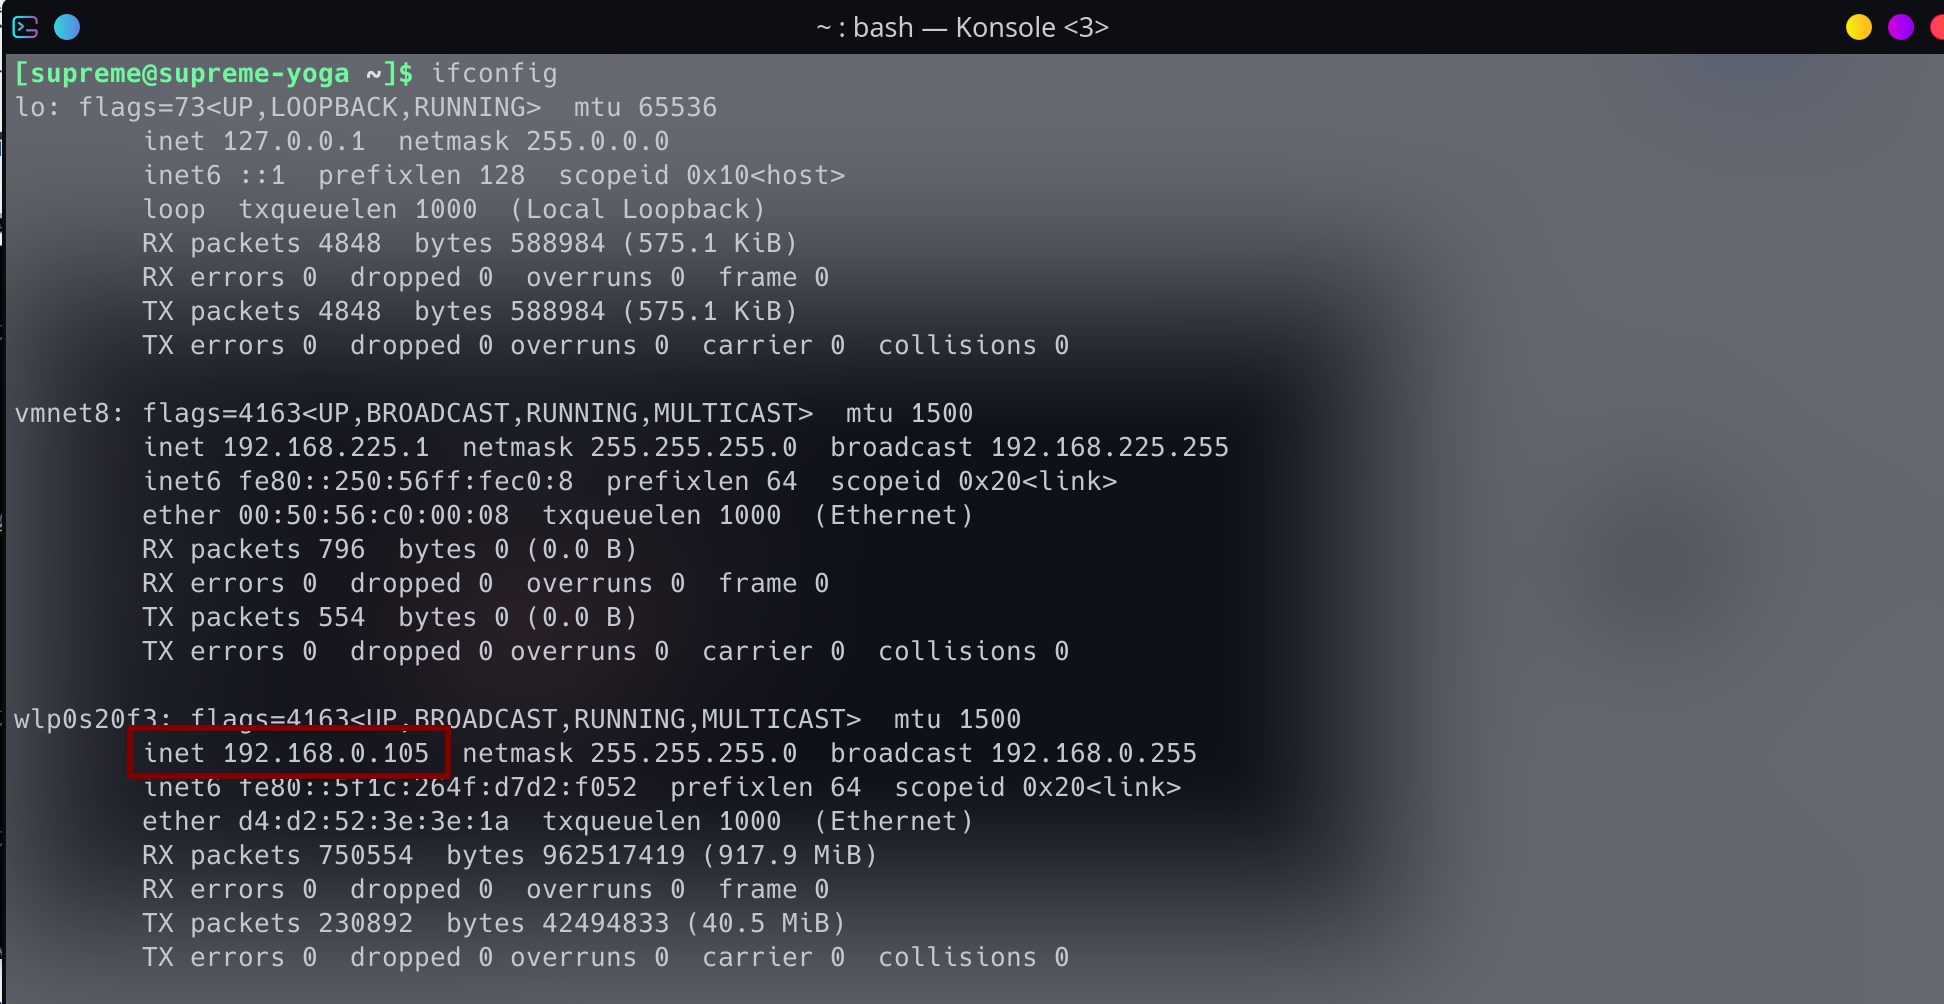 ~ : bash — Konsole <3>
[supreme@supreme-yoga ~]$ ifconfig
lo: flags=73<UP,LOOPBACK,RUNNING>  mtu 65536
        inet 127.0.0.1  netmask 255.0.0.0
        inet6 ::1  prefixlen 128  scopeid 0x10<host>
        loop  txqueuelen 1000  (Local Loopback)
        RX packets 4848  bytes 588984 (575.1 KiB)
        RX errors 0  dropped 0  overruns 0  frame 0
        TX packets 4848  bytes 588984 (575.1 KiB)
        TX errors 0  dropped 0 overruns 0  carrier 0  collisions 0

vmnet8: flags=4163<UP,BROADCAST,RUNNING,MULTICAST>  mtu 1500
        inet 192.168.225.1  netmask 255.255.255.0  broadcast 192.168.225.255
        inet6 fe80::250:56ff:fec0:8  prefixlen 64  scopeid 0x20<link>
        ether 00:50:56:c0:00:08  txqueuelen 1000  (Ethernet)
        RX packets 796  bytes 0 (0.0 B)
        RX errors 0  dropped 0  overruns 0  frame 0
        TX packets 554  bytes 0 (0.0 B)
        TX errors 0  dropped 0 overruns 0  carrier 0  collisions 0

wlp0s20f3: flags=4163<UP,BROADCAST,RUNNING,MULTICAST>  mtu 1500
        inet 192.168.0.105  netmask 255.255.255.0  broadcast 192.168.0.255
        inet6 fe80::5f1c:264f:d7d2:f052  prefixlen 64  scopeid 0x20<link>
        ether d4:d2:52:3e:3e:1a  txqueuelen 1000  (Ethernet)
        RX packets 750554  bytes 962517419 (917.9 MiB)
        RX errors 0  dropped 0  overruns 0  frame 0
        TX packets 230892  bytes 42494833 (40.5 MiB)
        TX errors 0  dropped 0 overruns 0  carrier 0  collisions 0